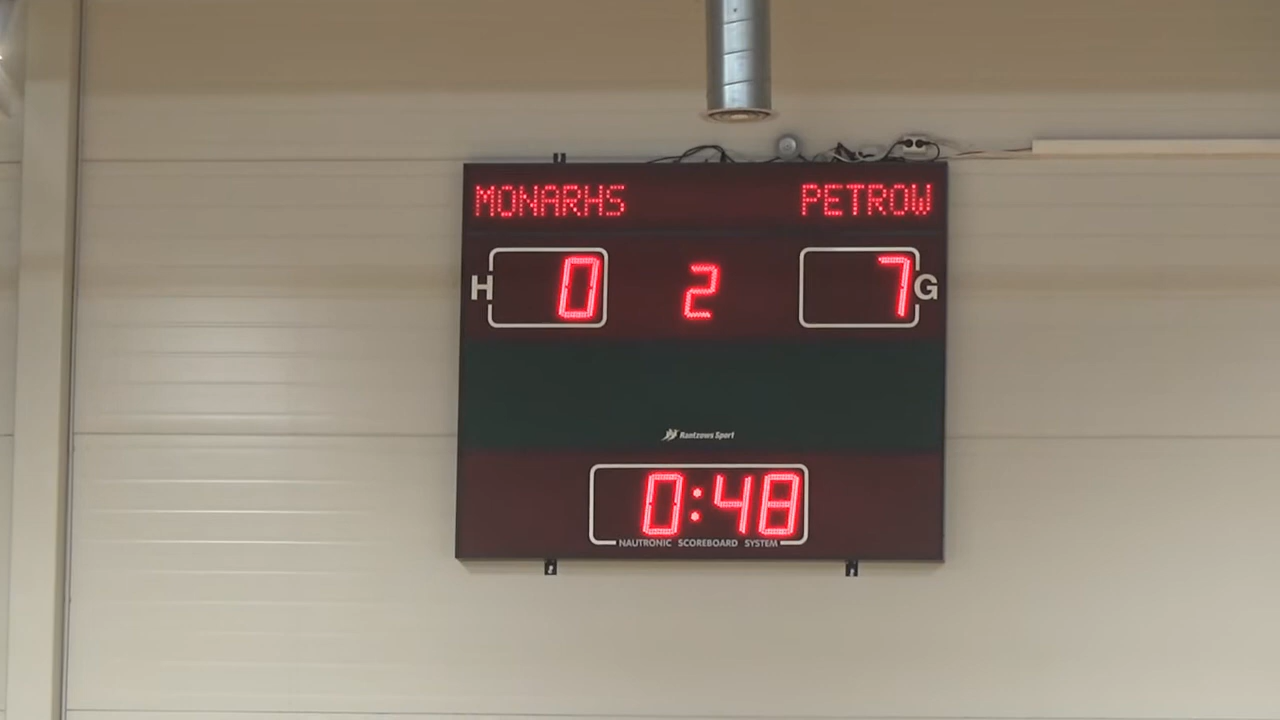 MONARHS PETROW
H 0 2 7 G
Rantzows Sport
0:48
NAUTRONIC SCOREBOARD SYSTEM